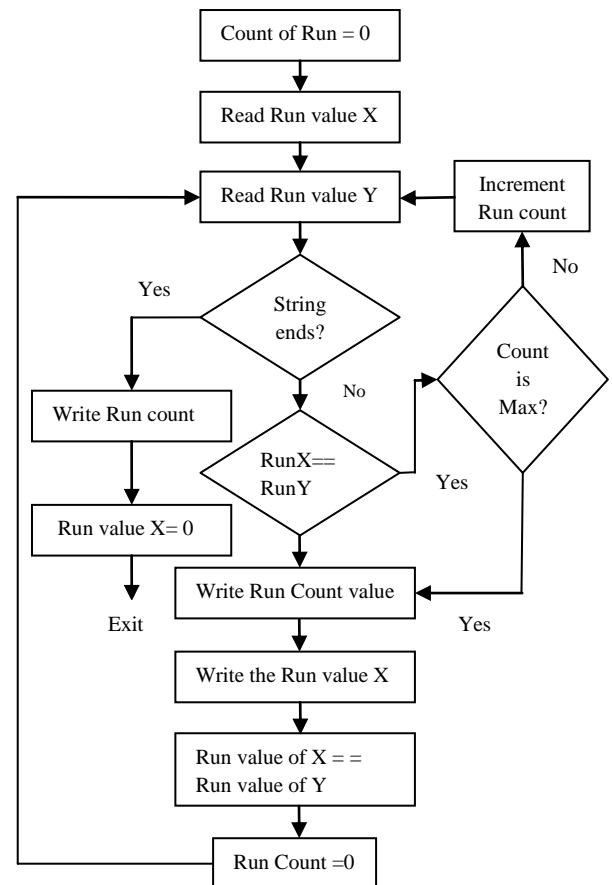 Count of Run = 0
Read Run value X
Read Run value Y
Increment
Run count
No
Yes
String
ends?
Count
is
Max?
No
Write Run count
RunX==
RunY
Yes
Run value X= 0
Write Run Count value
Exit
Yes
Write the Run value X
Run value of X = =
Run value of Y
Run Count =0